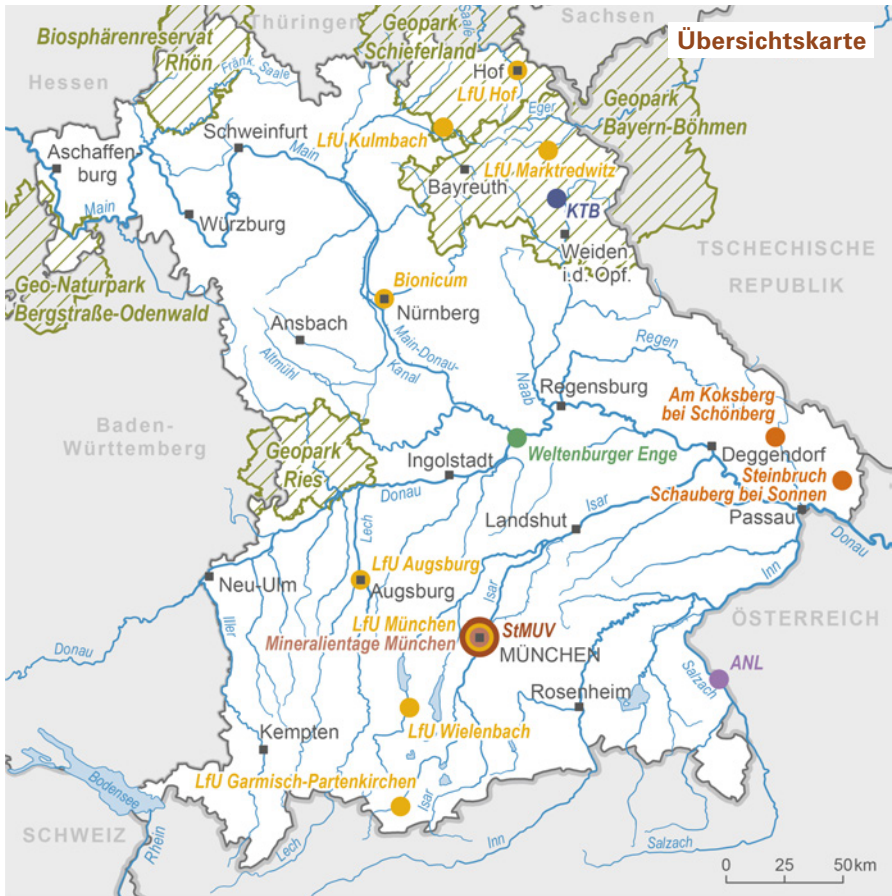 Thüringen
Sachsen
Geopark
Schieferland
Saale
Übersichtskarte
Biosphärenreservat
Rhön
Hessen
Fränk. Saale
Hof
LfU Hof
Geopark
Bayern-Böhmen
Eger
Schweinfurt
LfU Kulmbach
Aschaffen-
burg
Main
LfU Marktredwitz
Bayreuth
Main
Würzburg
KTB
Weiden
i.d. Opf.
TSCHECHISCHE
REPUBLIK
Geo-Naturpark
Bergstraße-Odenwald
Bionicum
Nürnberg
Ansbach
Altmühl
Main-Donau-
Kanal
Naab
Regen
Regensburg
Am Koksberg
bei Schönberg
Baden-
Württemberg
Geopark
Ries
Ingolstadt
Weltenburger Enge
Deggendorf
Steinbruch
Schauberg bei Sonnen
Donau
Lech
Landshut
Isar
Passau
Donau
Inn
Neu-Ulm
LfU Augsburg
Augsburg
Isar
Iller
Donau
LfU München
Mineralientage München
StMUV
MÜNCHEN
ÖSTERREICH
Salzach
ANL
Rosenheim
LfU Wielenbach
Kempten
LfU Garmisch-Partenkirchen
Isar
Bodensee
SCHWEIZ
Rhein
Lech
Inn
Salzach
0 25 50 km